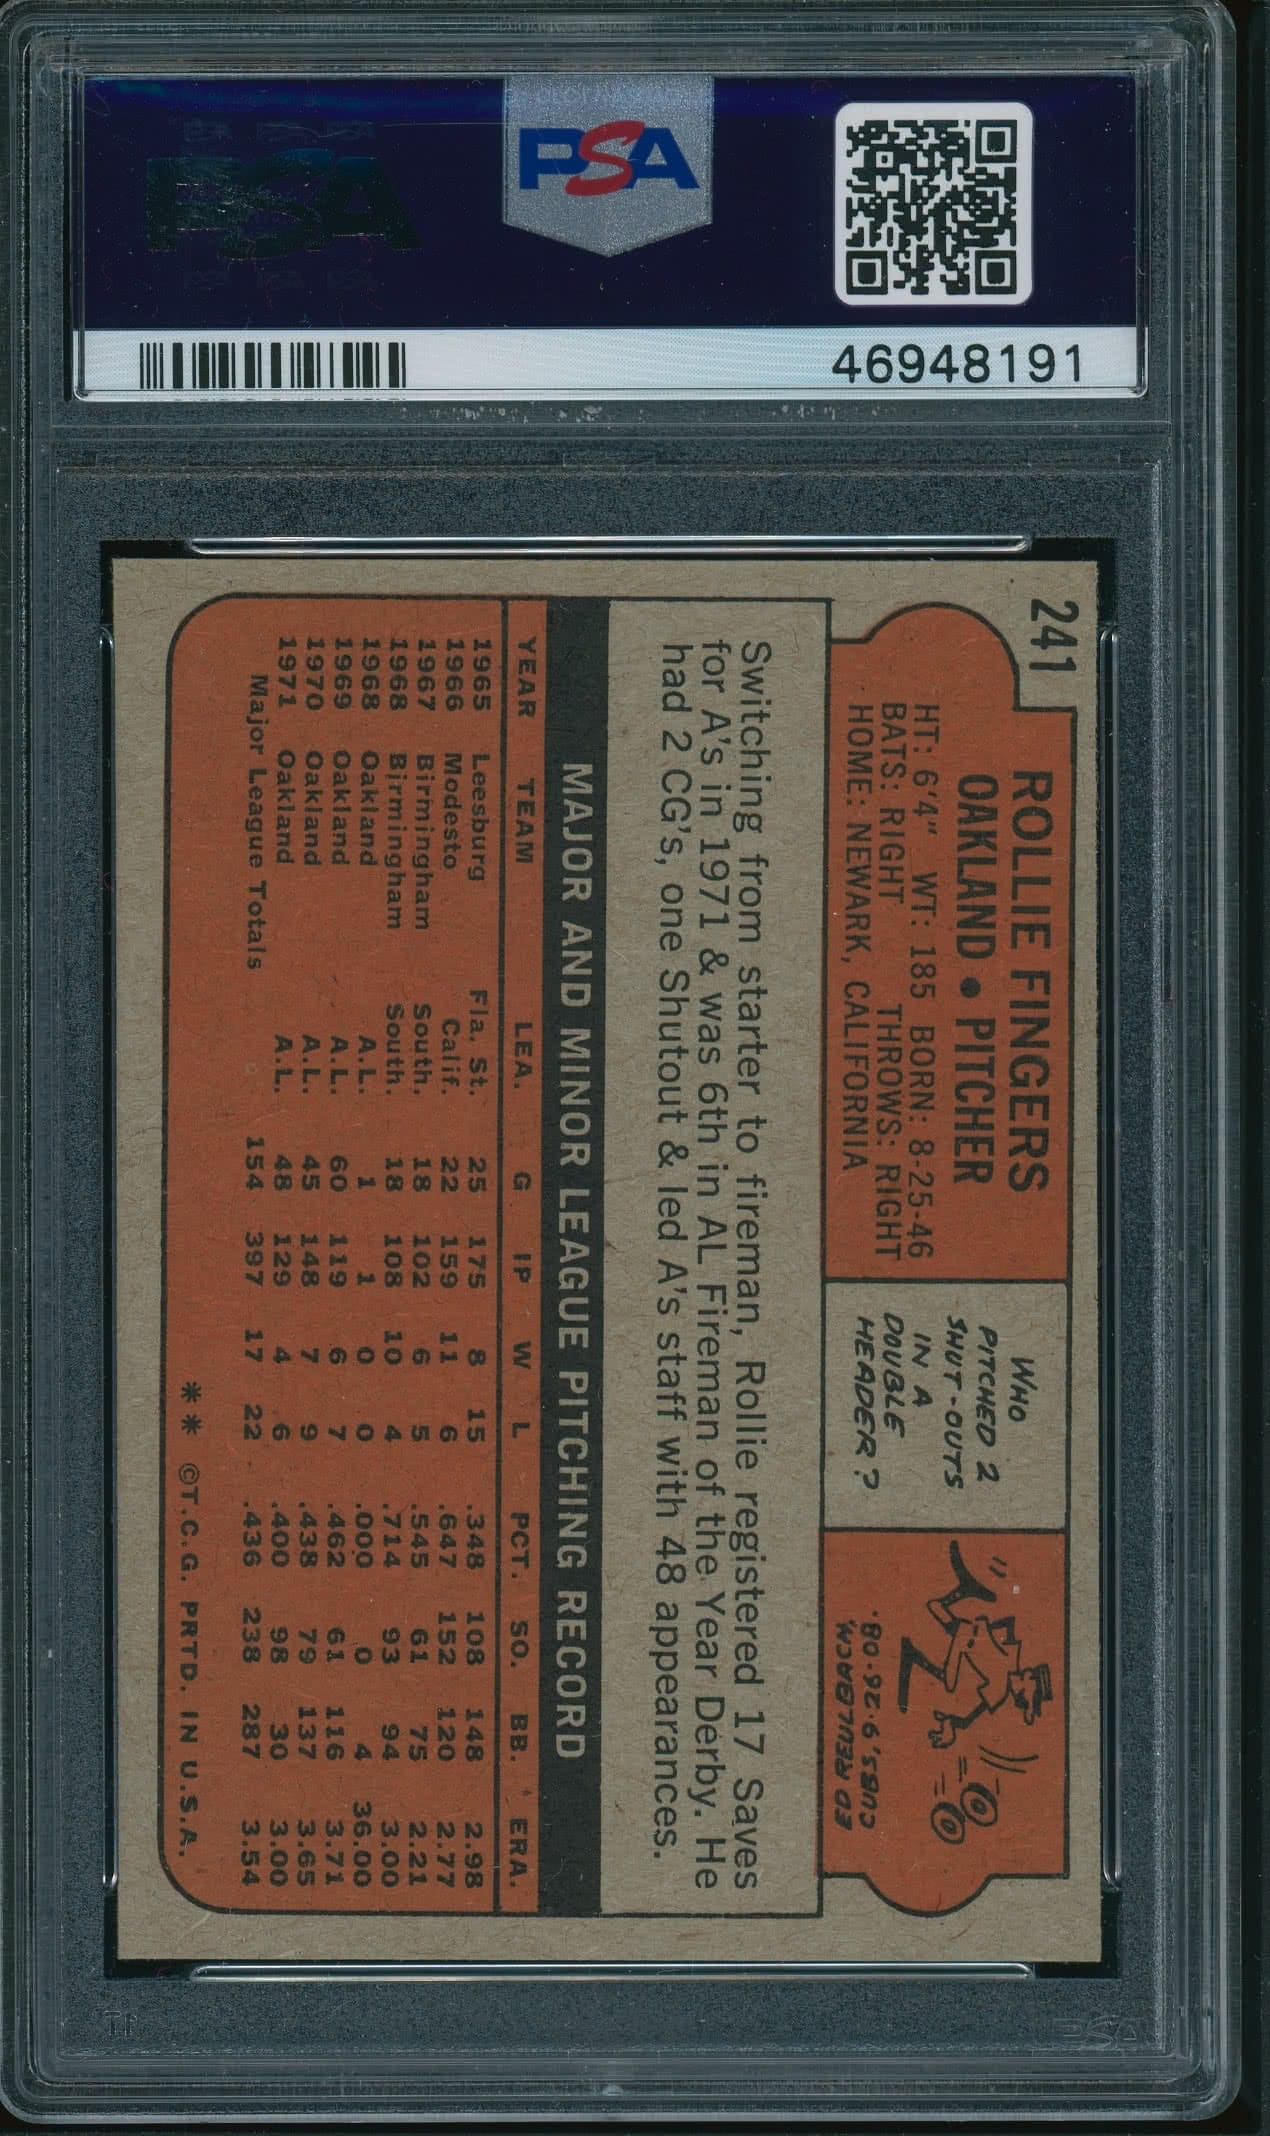 PSA
PSA
46948191
241
ROLLIE FINGERS
OAKLAND • PITCHER
HT: 6'4" WT: 185 BORN: 8-25-46
BATS: RIGHT THROWS: RIGHT
HOME: NEWARK, CALIFORNIA
WHO
PITCHED 2
SHUT-OUTS
IN A
DOUBLE
HEADER?
ED REULBACH,
CUBS, 9-26-08.
Switching from starter to fireman, Rollie registered 17 Saves
for A's in 1971 & was 6th in AL Fireman of the Year Derby. He
had 2 CG's, one Shutout & led A's staff with 48 appearances.
MAJOR AND MINOR LEAGUE PITCHING RECORD
YEAR TEAM LEA. G IP W L PCT. SO. BB. ERA.
1965 Leesburg Fla. St. 25 175 8 15 .348 108 148 2.98
1966 Modesto Calif. 22 159 11 6 .647 152 120 2.77
1967 Birmingham South. 18 102 6 5 .545 61 75 2.21
1968 Birmingham South. 18 108 10 4 .714 93 94 3.00
1968 Oakland A.L. 1 1 0 0 .000 0 4 36.00
1969 Oakland A.L. 60 119 6 7 .462 61 116 3.71
1970 Oakland A.L. 45 148 7 9 .438 79 137 3.65
1971 Oakland A.L. 48 129 4 6 .400 98 30 3.00
Major League Totals 154 397 17 22 .436 238 287 3.54
** ©T.C.G. PRTD. IN U.S.A.
PSA